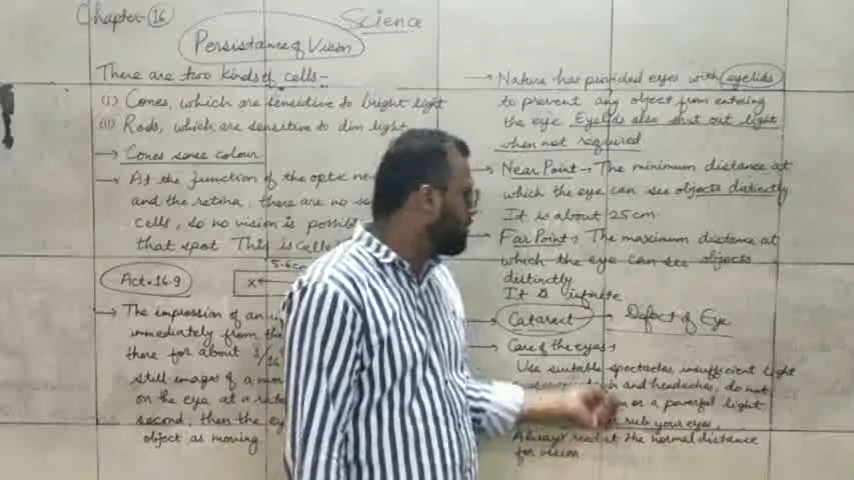 Chapter-16
Science
Persistance of Vision
There are two kinds of cells:-
(i) Cones, which are sensitive to bright light
(ii) Rods, which are sensitive to dim light
→ Cones sense colour
→ At the junction of the optic
and the retina, there are no
cells, so no vision is possib
that spot This is Calle
Act. 16.9
5-6 cm
x
→ The impression of an
immediately from the
there for about 1/16
still images of a mo
on the eye at a rate
second, then the ey
object as moving
→ Nature has provided eyes with eyelids
to prevent any object from entering
the eye Eyelids also shut out light
when not required
→ Near Point → The minimum distance at
which the eye can see objects distinctly
It is about 25 cm
→ Far Point → The maximum distance at
which the eye can see objects
distinctly
It is infinite
→ Cataract → Defect of Eye
→ Care of the eyes →
Use suitable spectacles insufficient light
and headaches, do not
or a powerful light
rub your eyes,
Always read at the normal distance
for vision